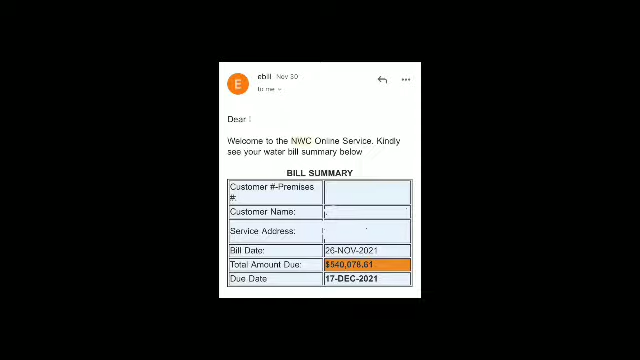 E
ebill Nov 30
to me
Dear
Welcome to the NWC Online Service. Kindly
see your water bill summary below
BILL SUMMARY
Customer #-Premises
#:
Customer Name:
Service Address:
Bill Date: 26-NOV-2021
Total Amount Due: $540,078.61
Due Date 17-DEC-2021